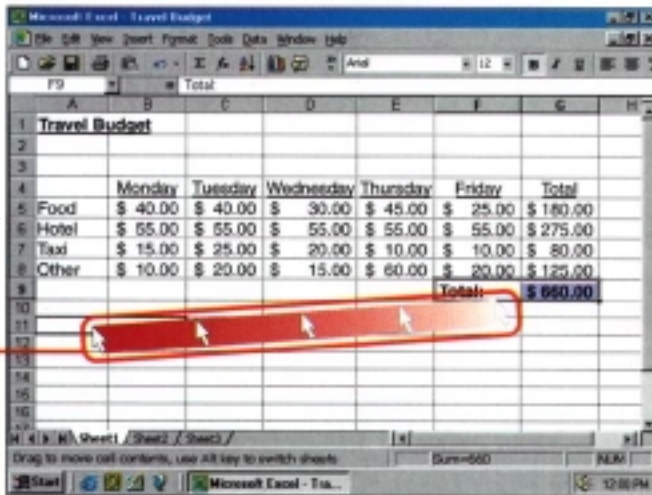 Microsoft Excel - Travel Budget
File Edit View Insert Format Tools Data Window Help
Arial 12 B I U
F9 = Total:
A B C D E F G H
1 Travel Budget
2
3
4 Monday Tuesday Wednesday Thursday Friday Total
5 Food $ 40.00 $ 40.00 $ 30.00 $ 45.00 $ 25.00 $ 180.00
6 Hotel $ 55.00 $ 55.00 $ 55.00 $ 55.00 $ 55.00 $ 275.00
7 Taxi $ 15.00 $ 25.00 $ 20.00 $ 10.00 $ 10.00 $ 80.00
8 Other $ 10.00 $ 20.00 $ 15.00 $ 60.00 $ 20.00 $ 125.00
9 Total: $ 660.00
10
11
12
13
14
15
16
Sheet1 / Sheet2 / Sheet3 /
Drag to move cell contents, use Alt key to switch sheets Sum=660 NUM
Start Microsoft Excel - Tra... 12:00 PM